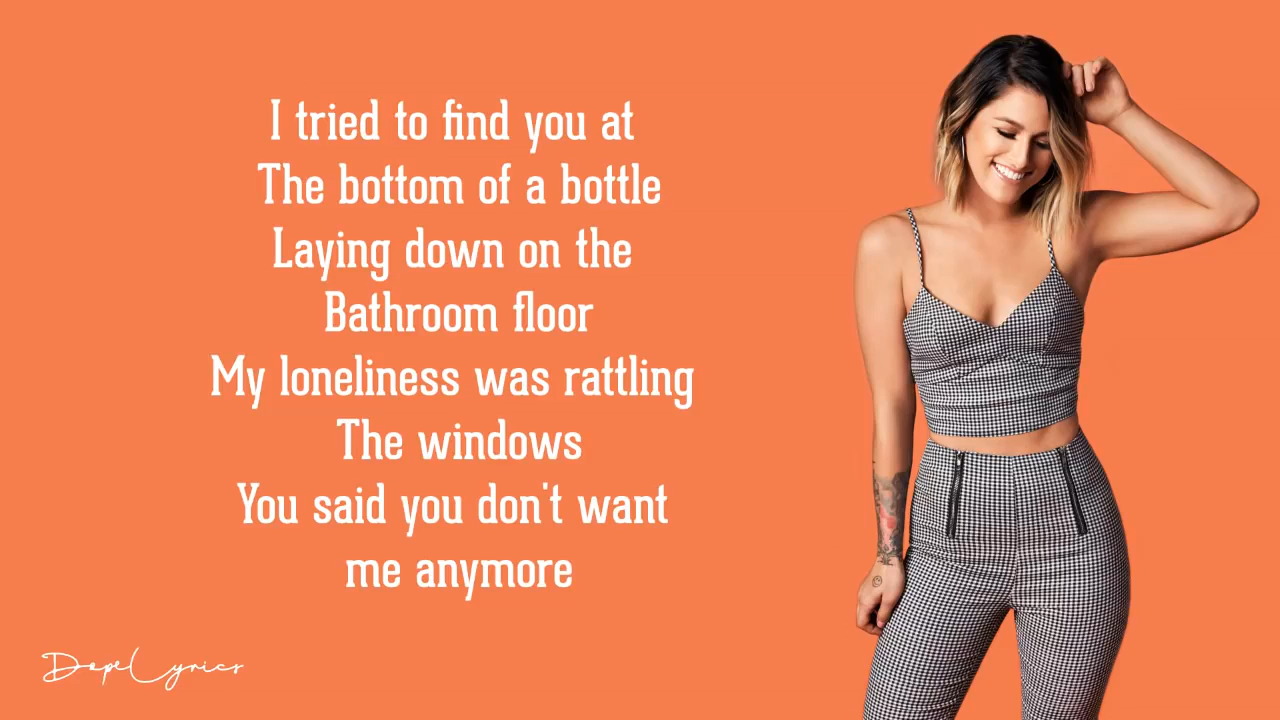 I tried to find you at
The bottom of a bottle
Laying down on the
Bathroom floor
My loneliness was rattling
The windows
You said you don't want
me anymore
DopeLyrics